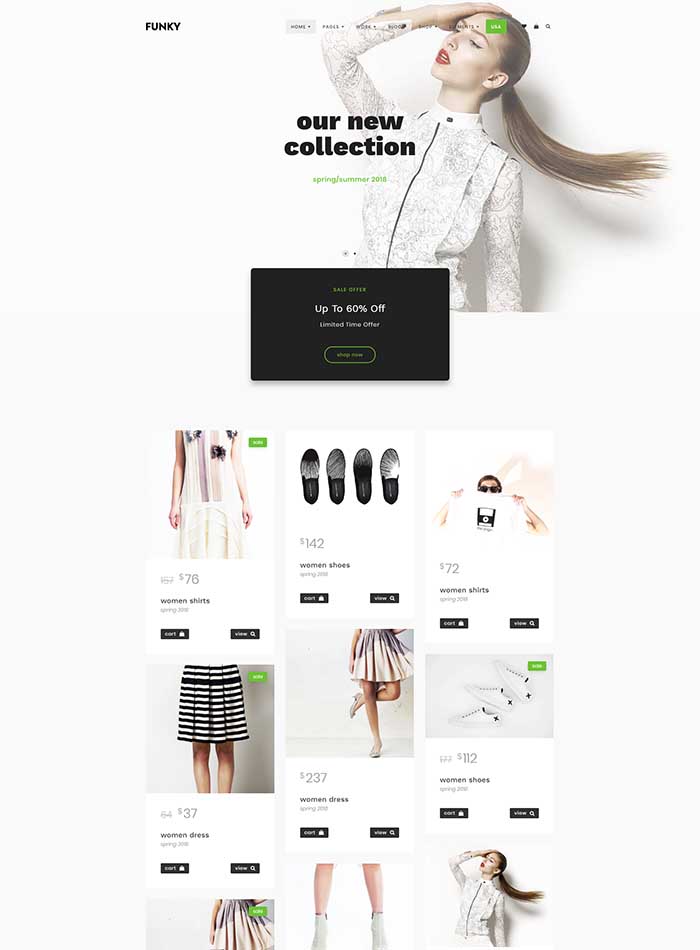 FUNKY
HOME PAGES WORK BLOG SHOP ELEMENTS USA
our new
collection
spring/summer 2018
SALE OFFER
Up To 60% Off
Limited Time Offer
shop now
sale
157 $76
women shirts
spring 2018
cart view
$142
women shoes
spring 2018
cart view
$72
women shirts
spring 2018
cart view
sale
54 $37
women dress
spring 2018
cart view
$237
women dress
spring 2018
cart view
sale
177 $112
women shoes
spring 2018
cart view
sale